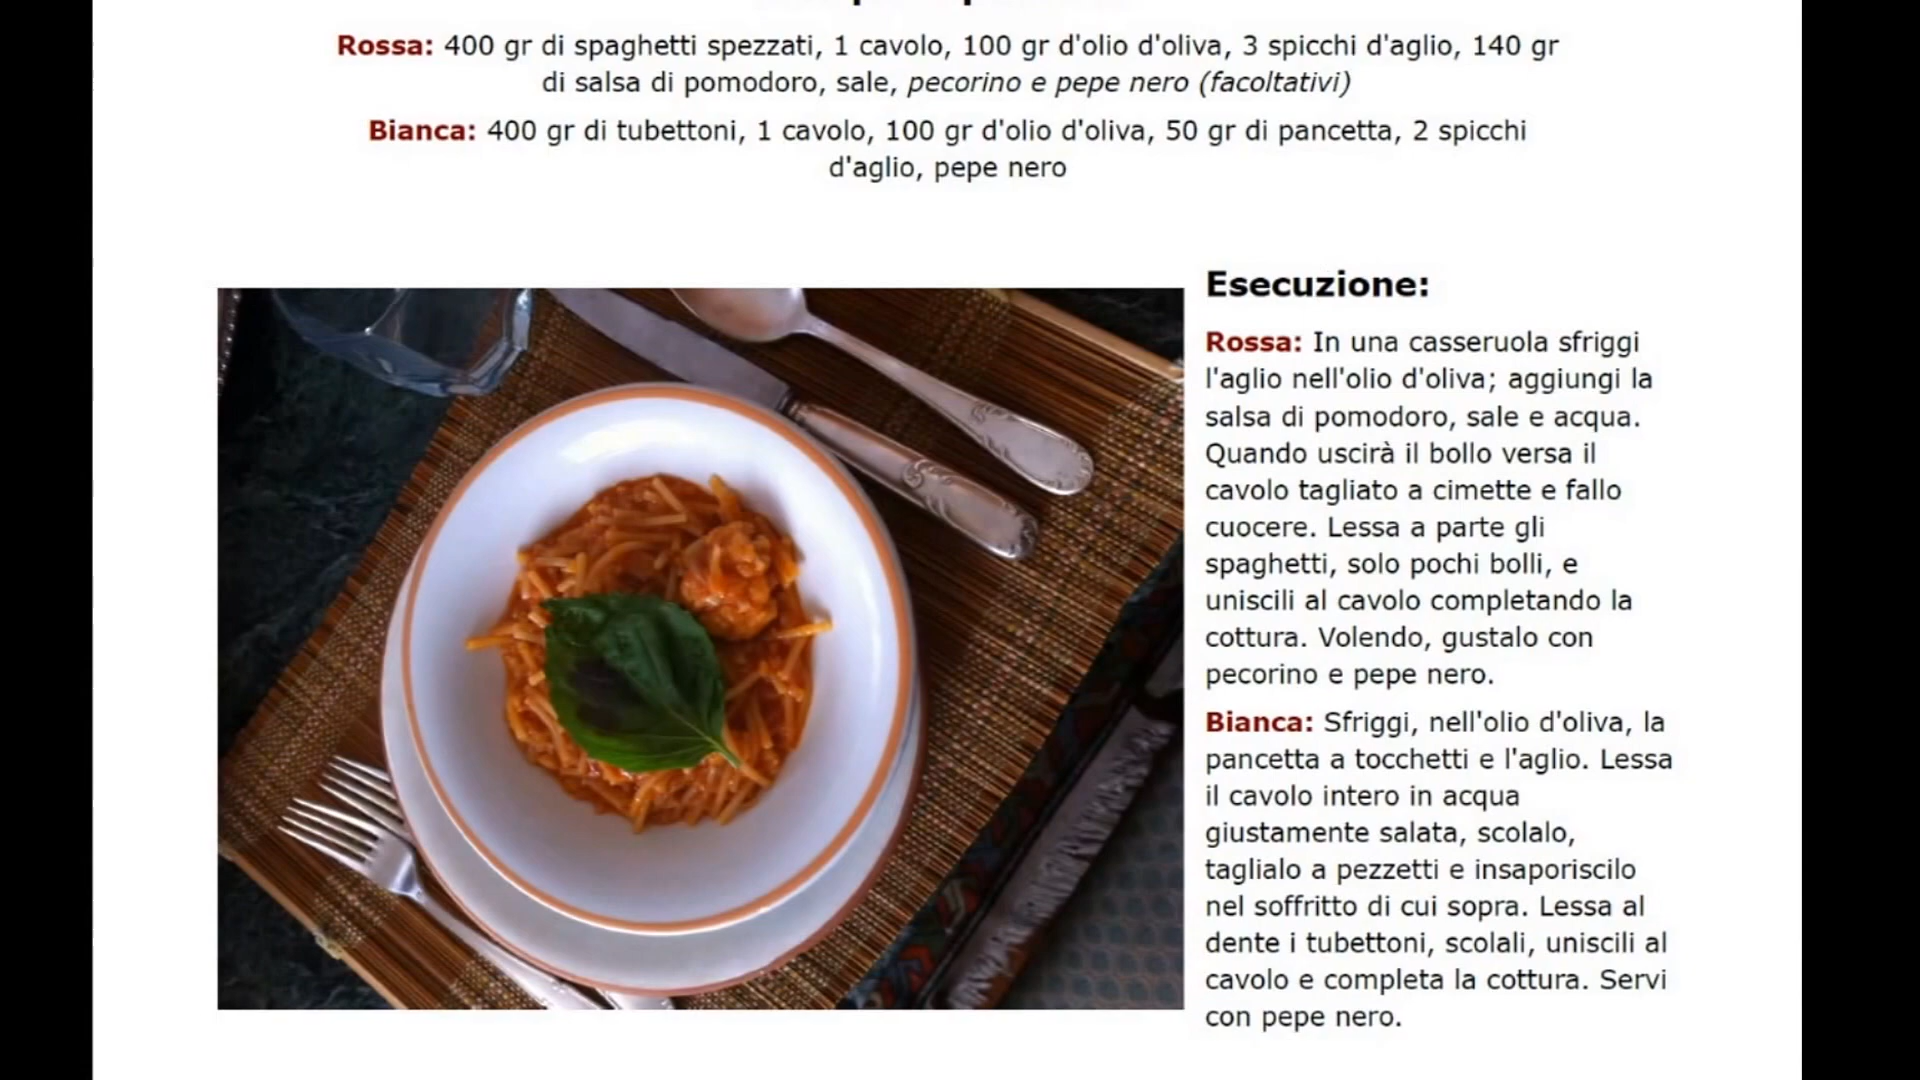 Rossa: 400 gr di spaghetti spezzati, 1 cavolo, 100 gr d'olio d'oliva, 3 spicchi d'aglio, 140 gr
di salsa di pomodoro, sale, pecorino e pepe nero (facoltativi)
Bianca: 400 gr di tubettoni, 1 cavolo, 100 gr d'olio d'oliva, 50 gr di pancetta, 2 spicchi
d'aglio, pepe nero
Esecuzione:
Rossa: In una casseruola sfriggi
l'aglio nell'olio d'oliva; aggiungi la
salsa di pomodoro, sale e acqua.
Quando uscirà il bollo versa il
cavolo tagliato a cimette e fallo
cuocere. Lessa a parte gli
spaghetti, solo pochi bolli, e
uniscili al cavolo completando la
cottura. Volendo, gustalo con
pecorino e pepe nero.
Bianca: Sfriggi, nell'olio d'oliva, la
pancetta a tocchetti e l'aglio. Lessa
il cavolo intero in acqua
giustamente salata, scolalo,
taglialo a pezzetti e insaporiscilo
nel soffritto di cui sopra. Lessa al
dente i tubettoni, scolali, uniscili al
cavolo e completa la cottura. Servi
con pepe nero.